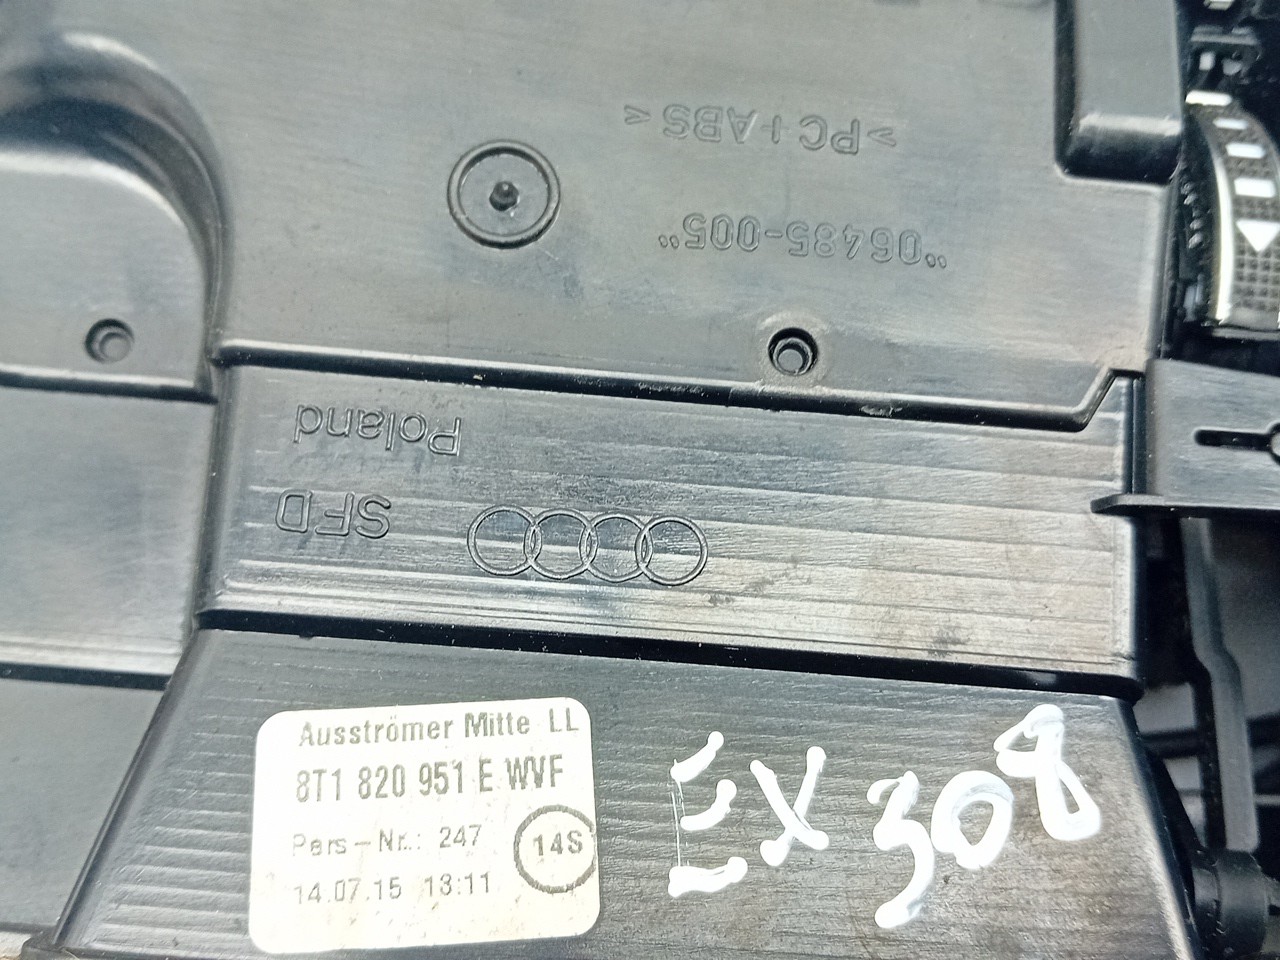 >PC+ABS<
"06485-005"
Poland
SFD
Ausströmer Mitte LL
8T1 820 951 E WVF
Pers-Nr.: 247
14S
14.07.15 13:11
EX 308